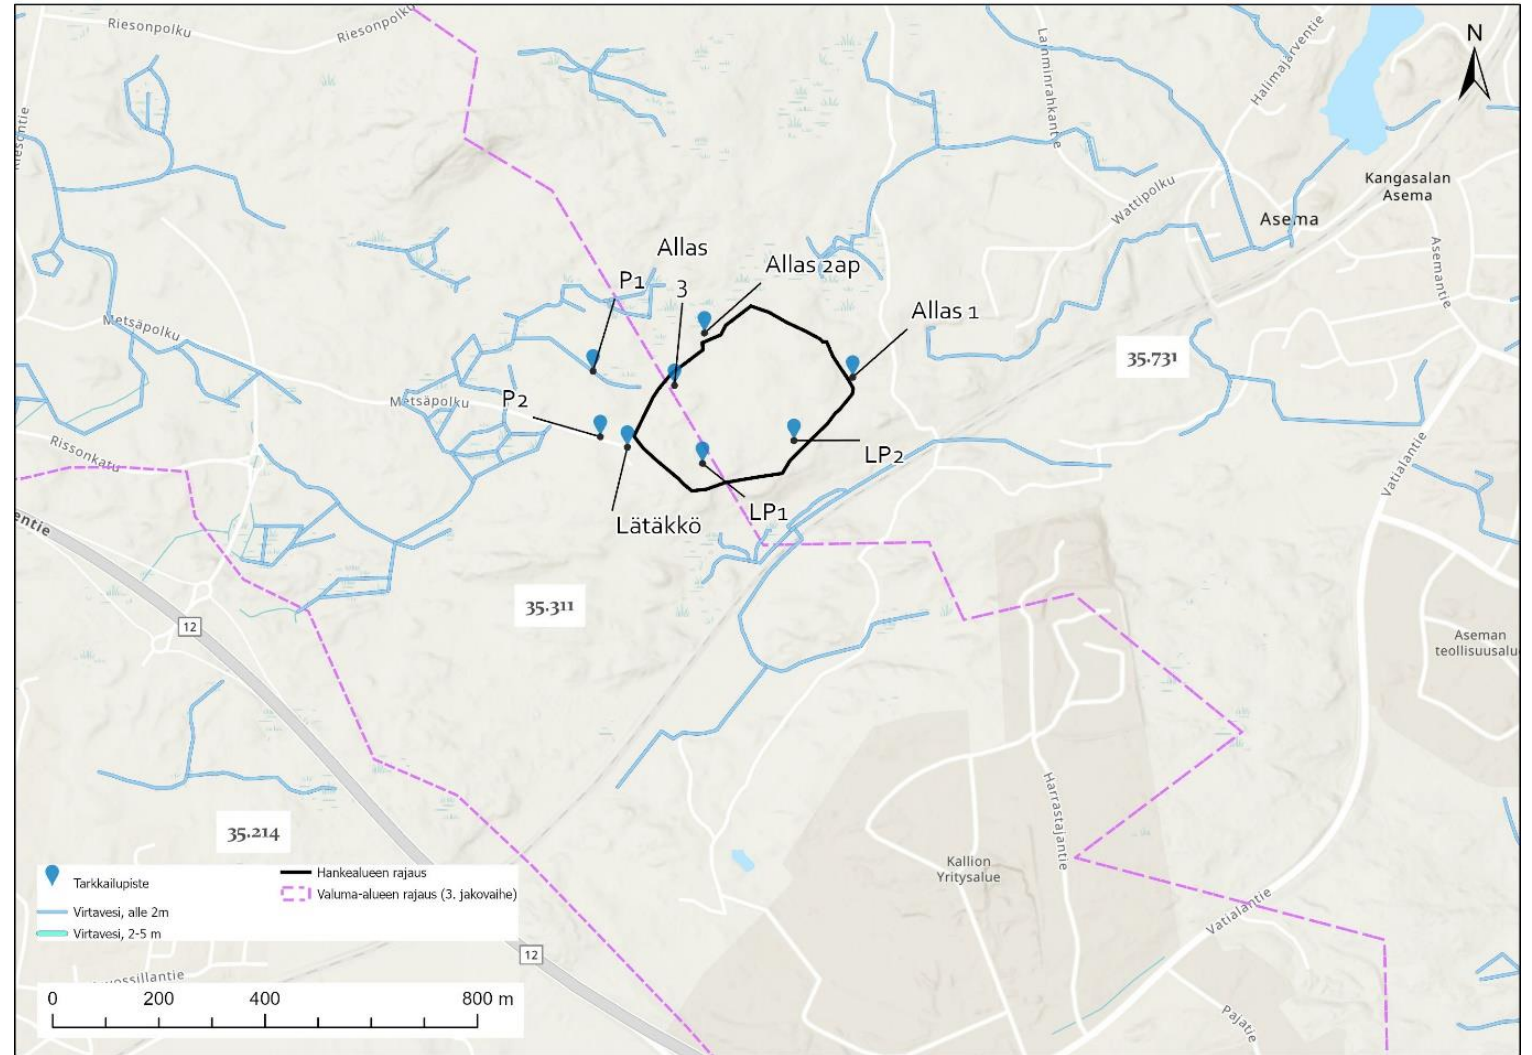 Riesonpolku
Riesonpolku
Lamminrahkantie
Halimajärventie
N
Riesontie
Kangasalan
Asema
Wattipolku
Asema
Asemantie
Allas
3
P1
Allas 2ap
Allas 1
Metsäpolku
35.731
P2
Metsäpolku
Rissonkatu
LP2
Vatialantie
LP1
Lätäkkö
entie
35.311
12
Aseman
teollisuusalue
35.214
Harrastajantie
Kallion
Yritysalue
Vatialantie
Tarkkailupiste
Virtavesi, alle 2m
Virtavesi, 2-5 m
Hankealueen rajaus
Valuma-alueen rajaus (3. jakovaihe)
12
0 200 400 800 m
Pajatie